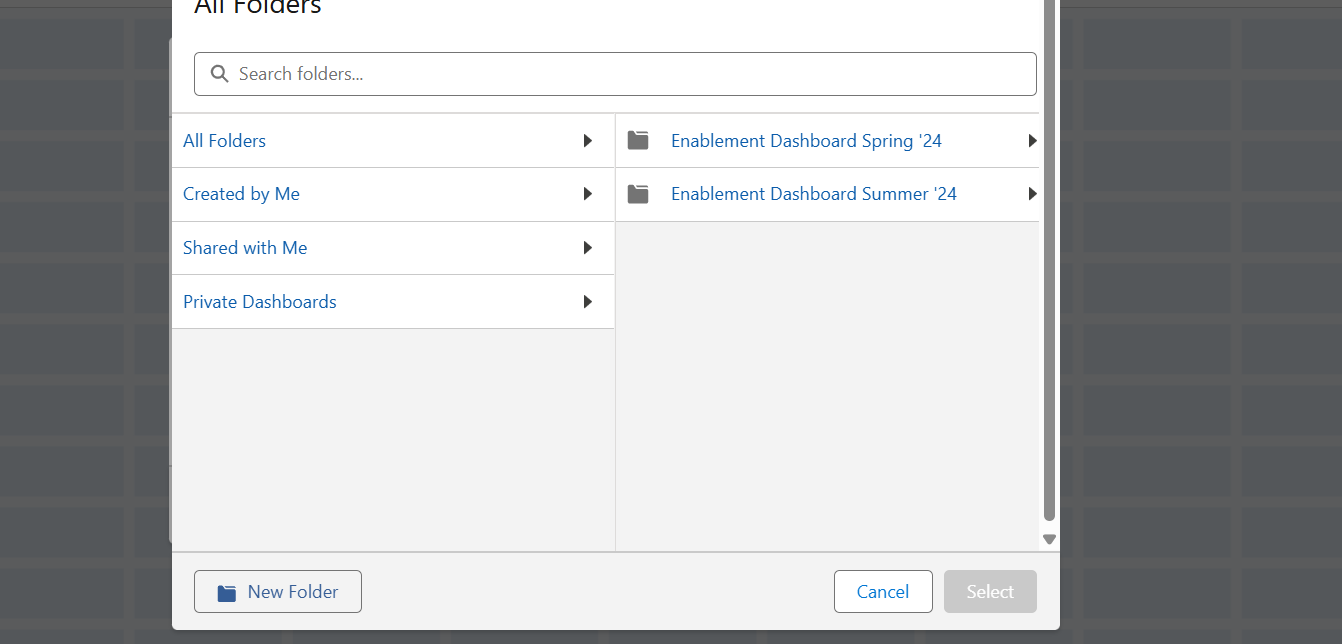 All Folders
Search folders...
All Folders
Created by Me
Shared with Me
Private Dashboards
Enablement Dashboard Spring '24
Enablement Dashboard Summer '24
New Folder
Cancel
Select